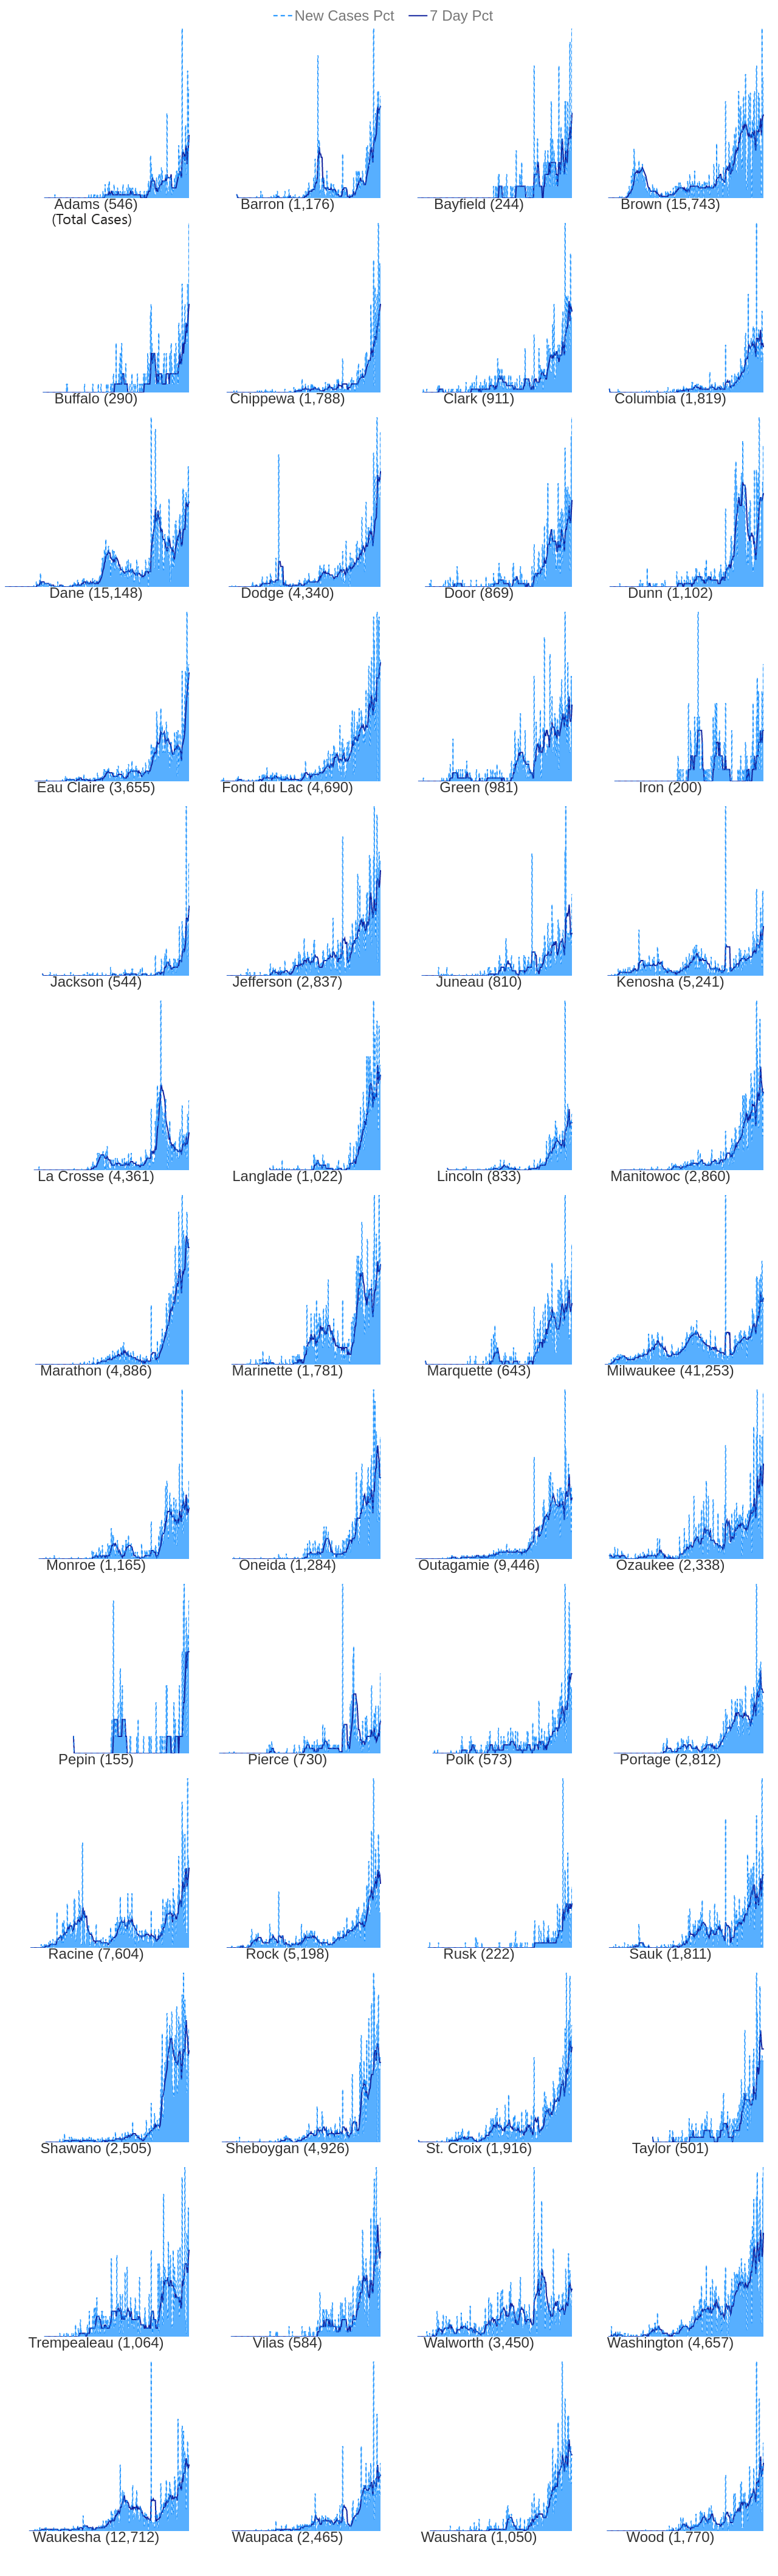 New Cases Pct 7 Day Pct
Adams (546) Barron (1,176) Bayfield (244) Brown (15,743)
(Total Cases)
Buffalo (290) Chippewa (1,788) Clark (911) Columbia (1,819)
Dane (15,148) Dodge (4,340) Door (869) Dunn (1,102)
Eau Claire (3,655) Fond du Lac (4,690) Green (981) Iron (200)
Jackson (544) Jefferson (2,837) Juneau (810) Kenosha (5,241)
La Crosse (4,361) Langlade (1,022) Lincoln (833) Manitowoc (2,860)
Marathon (4,886) Marinette (1,781) Marquette (643) Milwaukee (41,253)
Monroe (1,165) Oneida (1,284) Outagamie (9,446) Ozaukee (2,338)
Pepin (155) Pierce (730) Polk (573) Portage (2,812)
Racine (7,604) Rock (5,198) Rusk (222) Sauk (1,811)
Shawano (2,505) Sheboygan (4,926) St. Croix (1,916) Taylor (501)
Trempealeau (1,064) Vilas (584) Walworth (3,450) Washington (4,657)
Waukesha (12,712) Waupaca (2,465) Waushara (1,050) Wood (1,770)